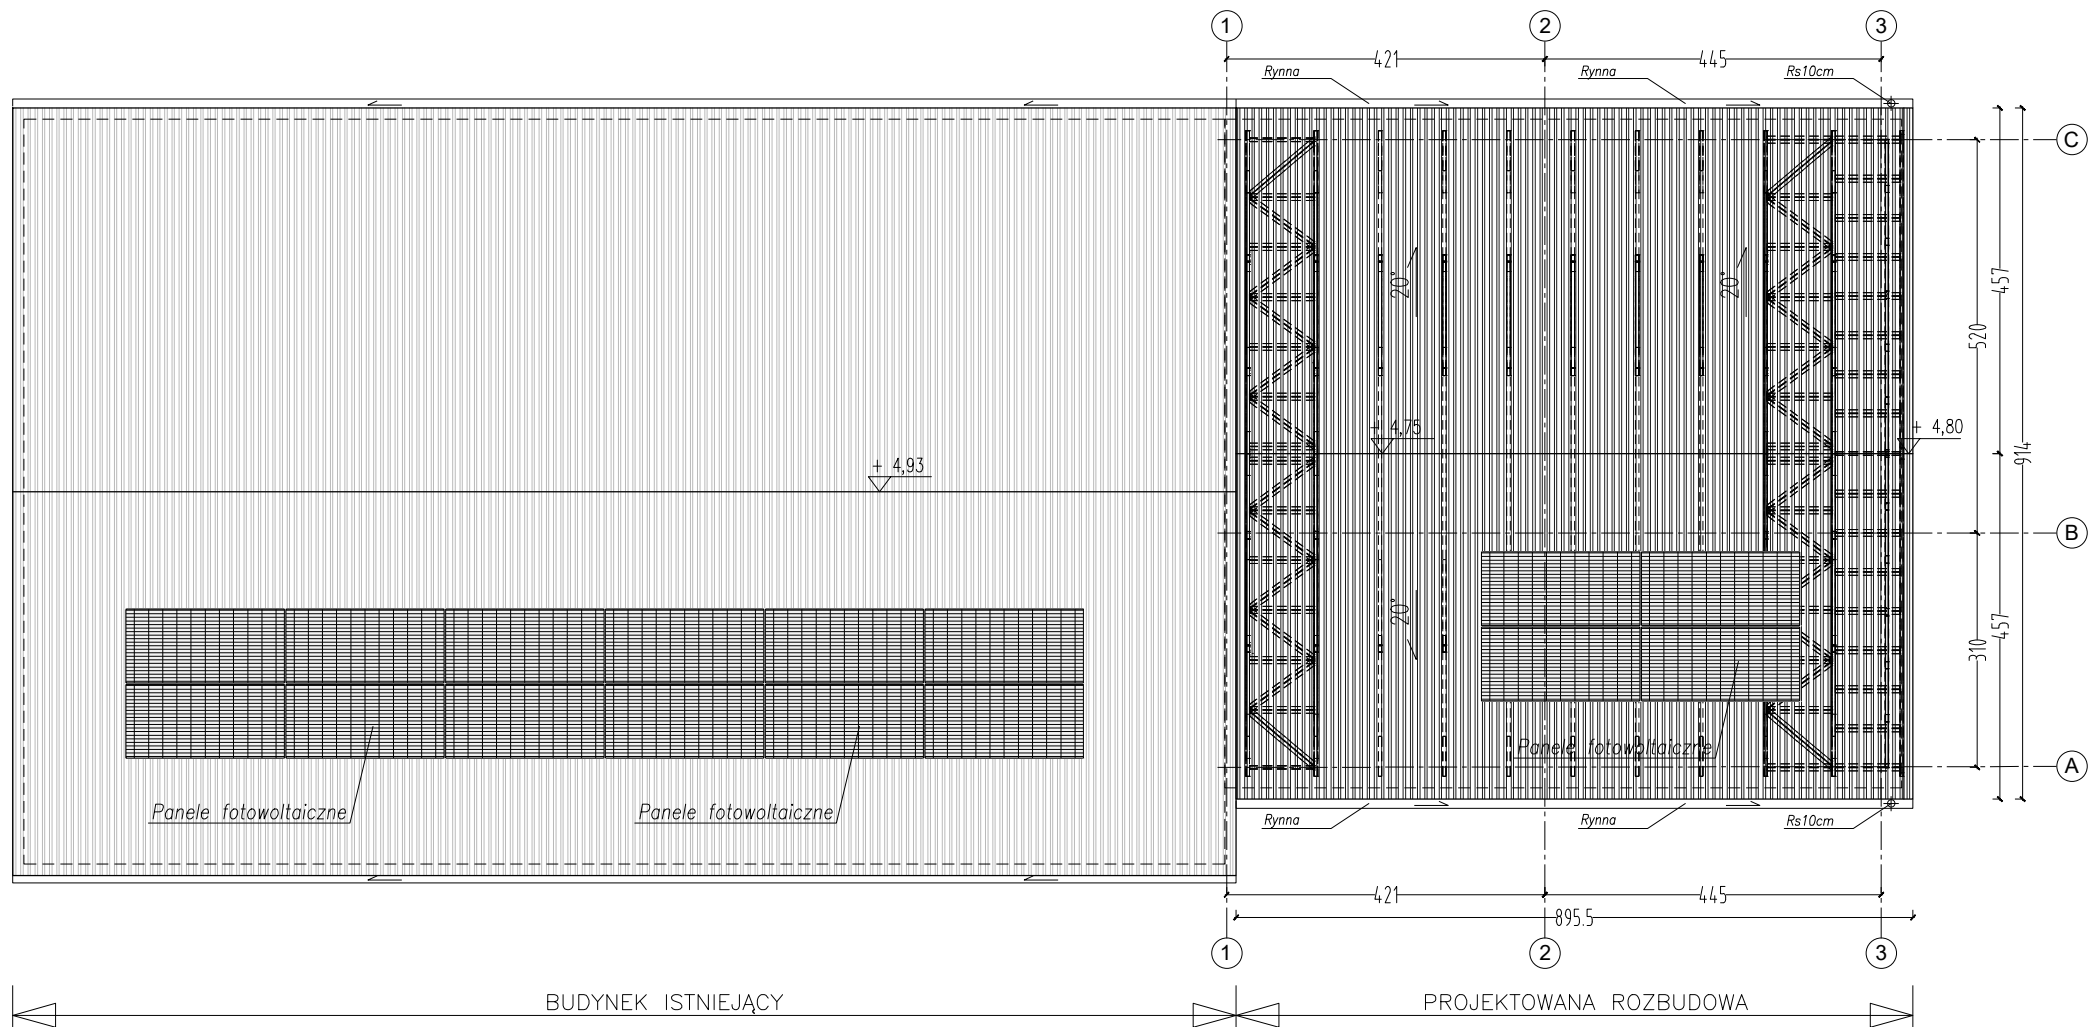 1
2
3
421
445
Rynna
Rynna
Rs10cm
C
20°
20°
457
520
+ 4,75
+ 4,80
914
+ 4,93
B
20°
457
310
Panele fotowoltaiczne
A
Panele fotowoltaiczne
Panele fotowoltaiczne
Rynna
Rynna
Rs10cm
421
445
895.5
1
2
3
BUDYNEK ISTNIEJĄCY
PROJEKTOWANA ROZBUDOWA